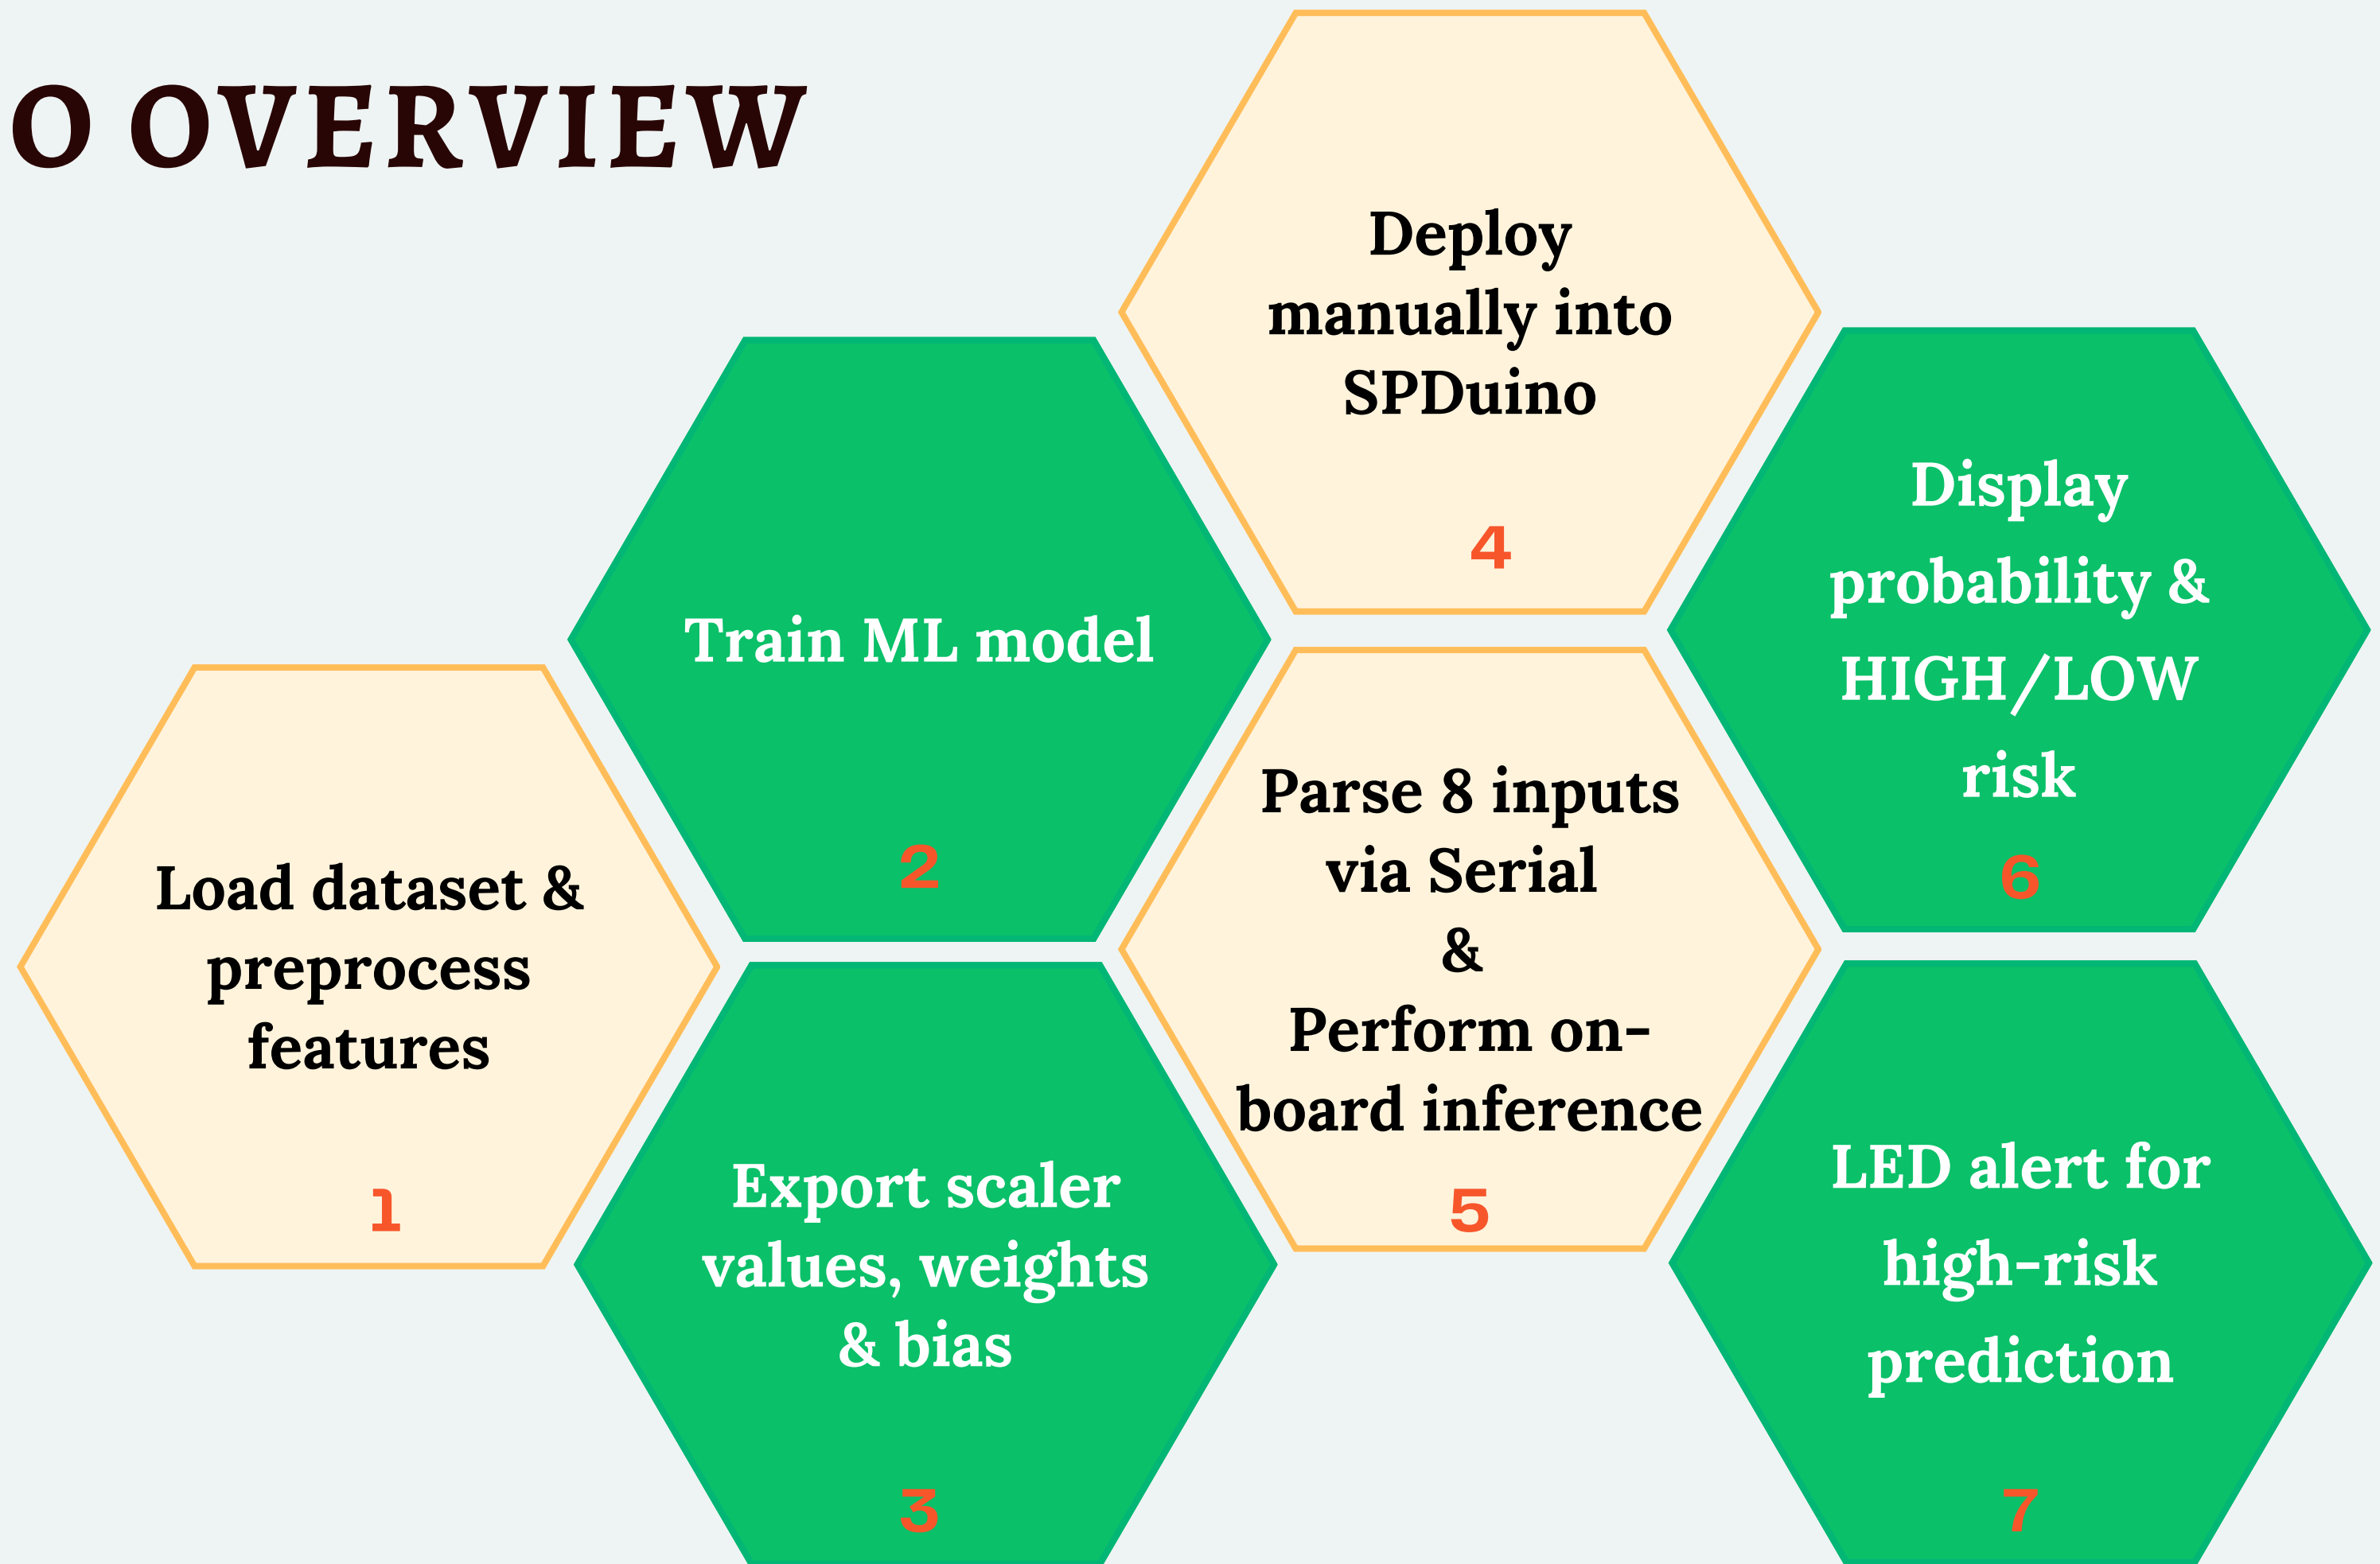 O OVERVIEW
Load dataset &
preprocess
features
1
Train ML model
2
Export scaler
values, weights
& bias
3
Deploy
manually into
SPDuino
4
Parse 8 inputs
via Serial
&
Perform on-
board inference
5
Display
probability &
HIGH/LOW
risk
6
LED alert for
high-risk
prediction
7